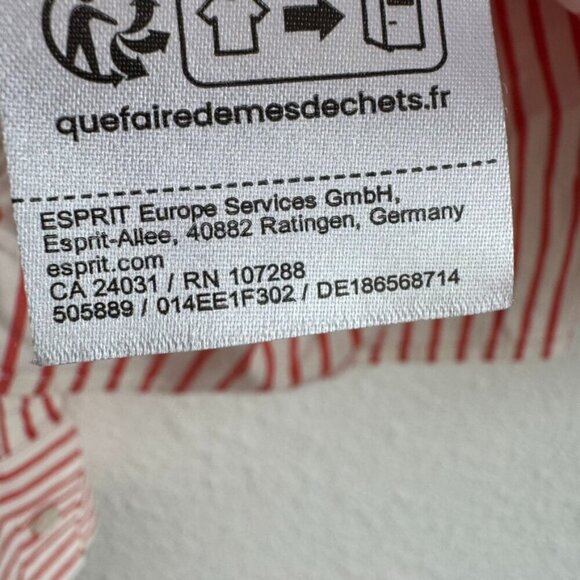 quefairedemesdechets.fr
ESPRIT Europe Services GmbH,
Esprit-Allee, 40882 Ratingen, Germany
esprit.com
CA 24031 / RN 107288
505889 / 014EE1F302 / DE186568714